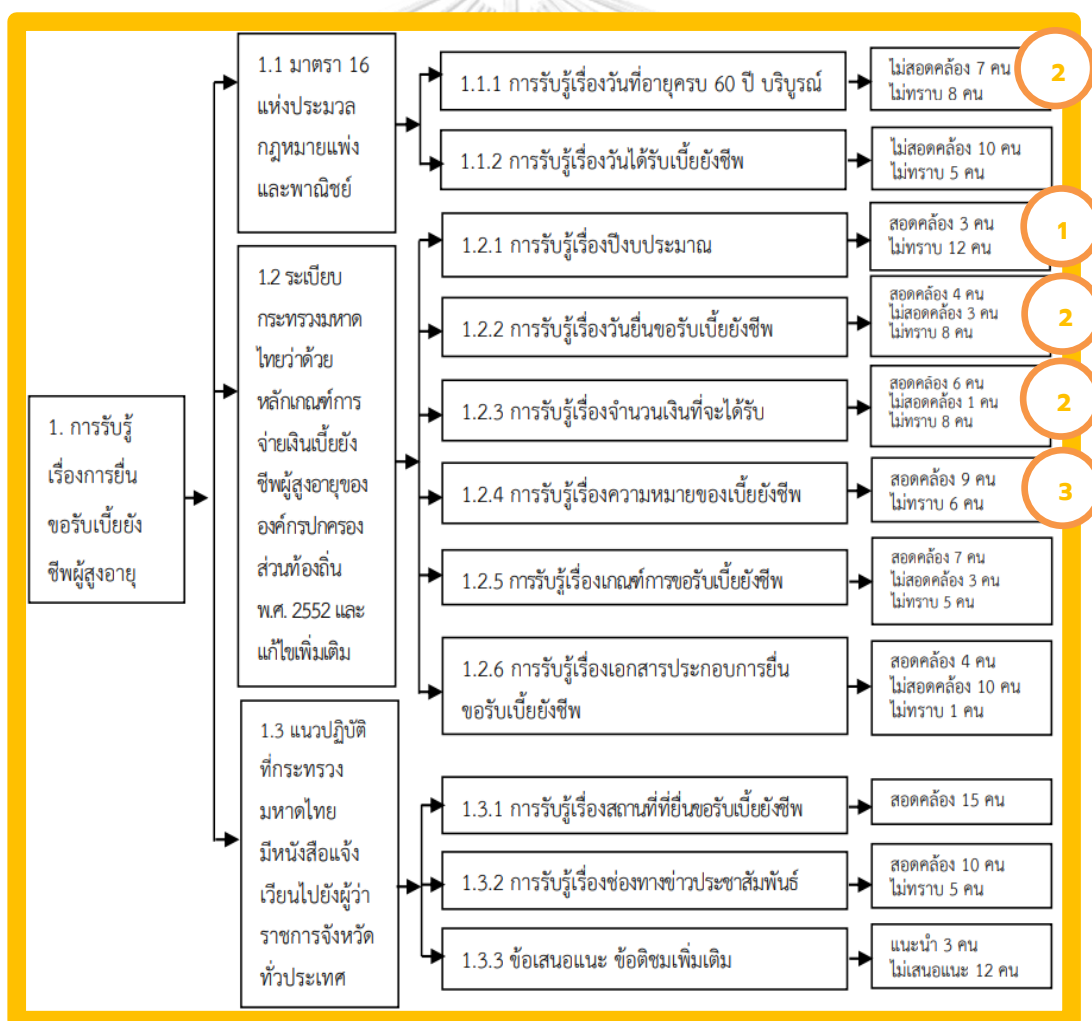 1. การรับรู้
เรื่องการยื่น
ขอรับเบี้ยยัง
ชีพผู้สูงอายุ
1.1 มาตรา 16
แห่งประมวล
กฎหมายแพ่ง
และพาณิชย์
1.1.1 การรับรู้เรื่องวันที่อายุครบ 60 ปี บริบูรณ์
ไม่สอดคล้อง 7 คน
ไม่ทราบ 8 คน
2
1.1.2 การรับรู้เรื่องวันได้รับเบี้ยยังชีพ
ไม่สอดคล้อง 10 คน
ไม่ทราบ 5 คน
1.2 ระเบียบ
กระทรวงมหาด
ไทยว่าด้วย
หลักเกณฑ์การ
จ่ายเงินเบี้ยยัง
ชีพผู้สูงอายุของ
องค์กรปกครอง
ส่วนท้องถิ่น
พ.ศ. 2552 และ
แก้ไขเพิ่มเติม
1.2.1 การรับรู้เรื่องปีงบประมาณ
สอดคล้อง 3 คน
ไม่ทราบ 12 คน
1
1.2.2 การรับรู้เรื่องวันยื่นขอรับเบี้ยยังชีพ
สอดคล้อง 4 คน
ไม่สอดคล้อง 3 คน
ไม่ทราบ 8 คน
2
1.2.3 การรับรู้เรื่องจำนวนเงินที่จะได้รับ
สอดคล้อง 6 คน
ไม่สอดคล้อง 1 คน
ไม่ทราบ 8 คน
2
1.2.4 การรับรู้เรื่องความหมายของเบี้ยยังชีพ
สอดคล้อง 9 คน
ไม่ทราบ 6 คน
3
1.2.5 การรับรู้เรื่องเกณฑ์การขอรับเบี้ยยังชีพ
สอดคล้อง 7 คน
ไม่สอดคล้อง 3 คน
ไม่ทราบ 5 คน
1.2.6 การรับรู้เรื่องเอกสารประกอบการยื่น
ขอรับเบี้ยยังชีพ
สอดคล้อง 4 คน
ไม่สอดคล้อง 10 คน
ไม่ทราบ 1 คน
1.3 แนวปฏิบัติ
ที่กระทรวง
มหาดไทย
มีหนังสือแจ้ง
เวียนไปยังผู้ว่า
ราชการจังหวัด
ทั่วประเทศ
1.3.1 การรับรู้เรื่องสถานที่ที่ยื่นขอรับเบี้ยยังชีพ
สอดคล้อง 15 คน
1.3.2 การรับรู้เรื่องช่องทางข่าวประชาสัมพันธ์
สอดคล้อง 10 คน
ไม่ทราบ 5 คน
1.3.3 ข้อเสนอแนะ ข้อติชมเพิ่มเติม
แนะนำ 3 คน
ไม่เสนอแนะ 12 คน